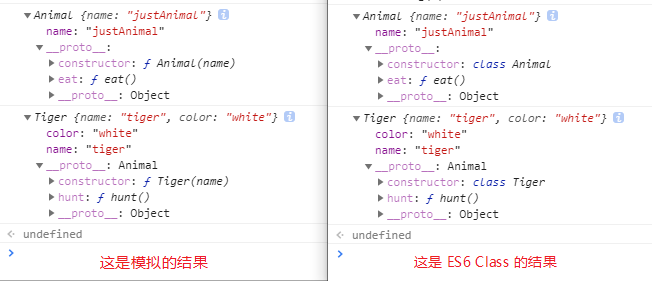 Animal {name: "justAnimal"} i
name: "justAnimal"
__proto__:
constructor: ƒ Animal(name)
eat: ƒ eat()
__proto__: Object
Tiger {name: "tiger", color: "white"} i
color: "white"
name: "tiger"
__proto__: Animal
constructor: ƒ Tiger(name)
hunt: ƒ hunt()
__proto__: Object
undefined
这是模拟的结果
Animal {name: "justAnimal"} i
name: "justAnimal"
__proto__:
constructor: class Animal
eat: ƒ eat()
__proto__: Object
Tiger {name: "tiger", color: "white"} i
color: "white"
name: "tiger"
__proto__: Animal
constructor: class Tiger
hunt: ƒ hunt()
__proto__: Object
undefined
这是 ES6 Class 的结果